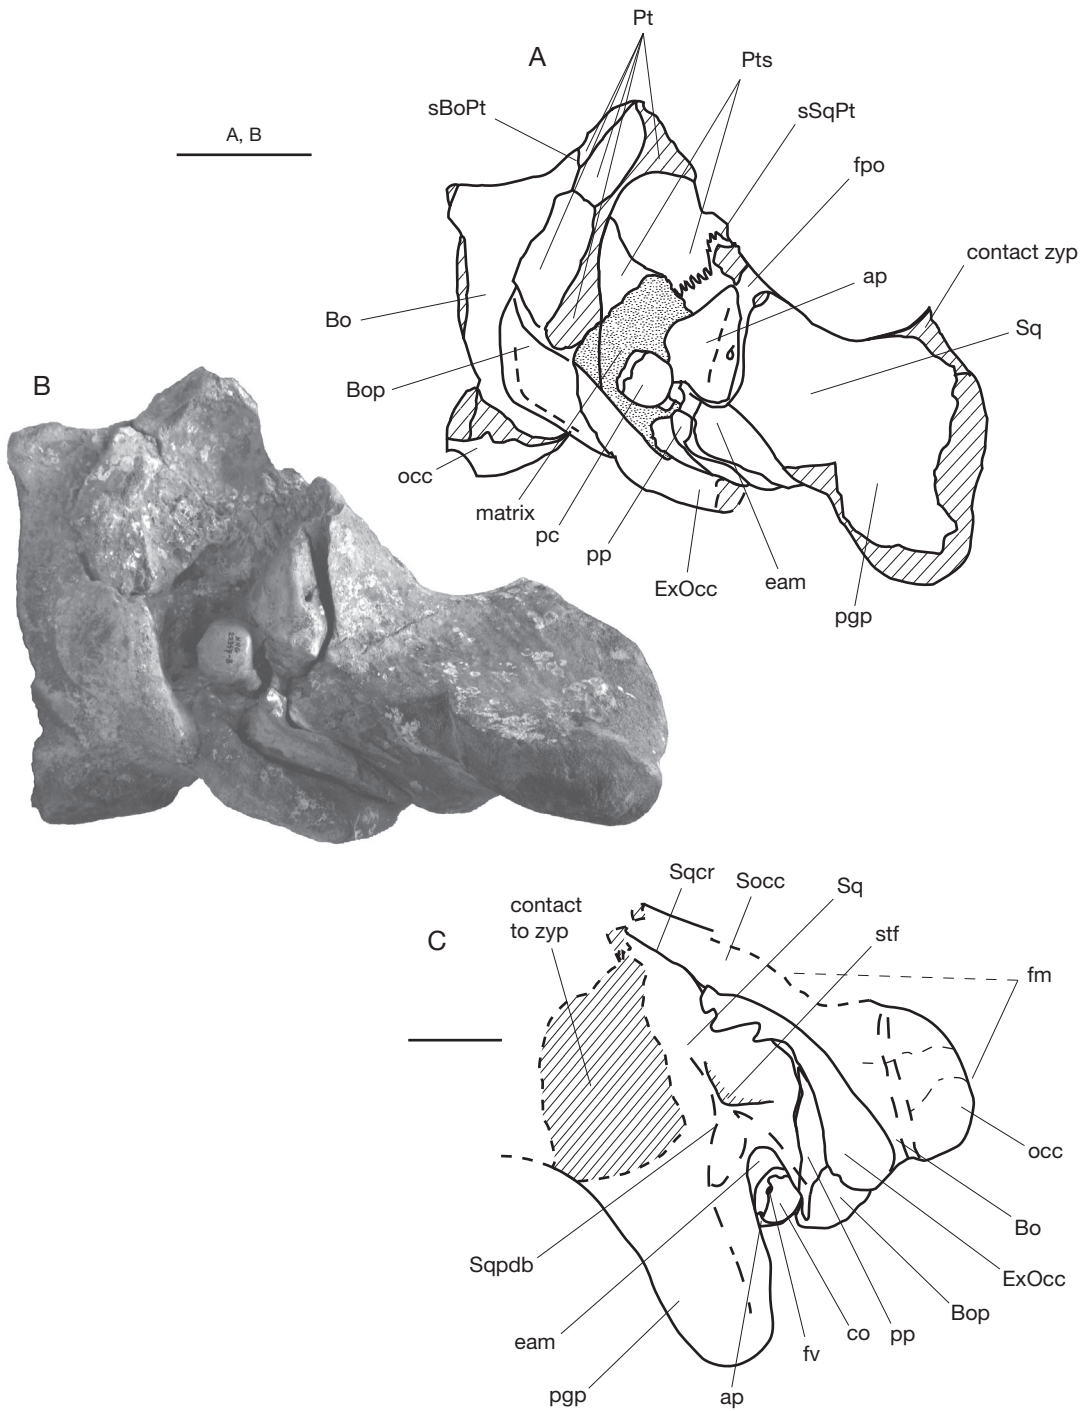 Pt
A
Pts
sBoPt
sSqPt
A, B
fpo
contact zyp
ap
Bo
Sq
B
Bop
occ
matrix
pc
pp
ExOcc
eam
pgp
Sqcr
Socc
Sq
contact
to zyp
stf
C
fm
occ
Bo
Sqpdb
ExOcc
Bop
eam
co
pp
fv
pgp
ap